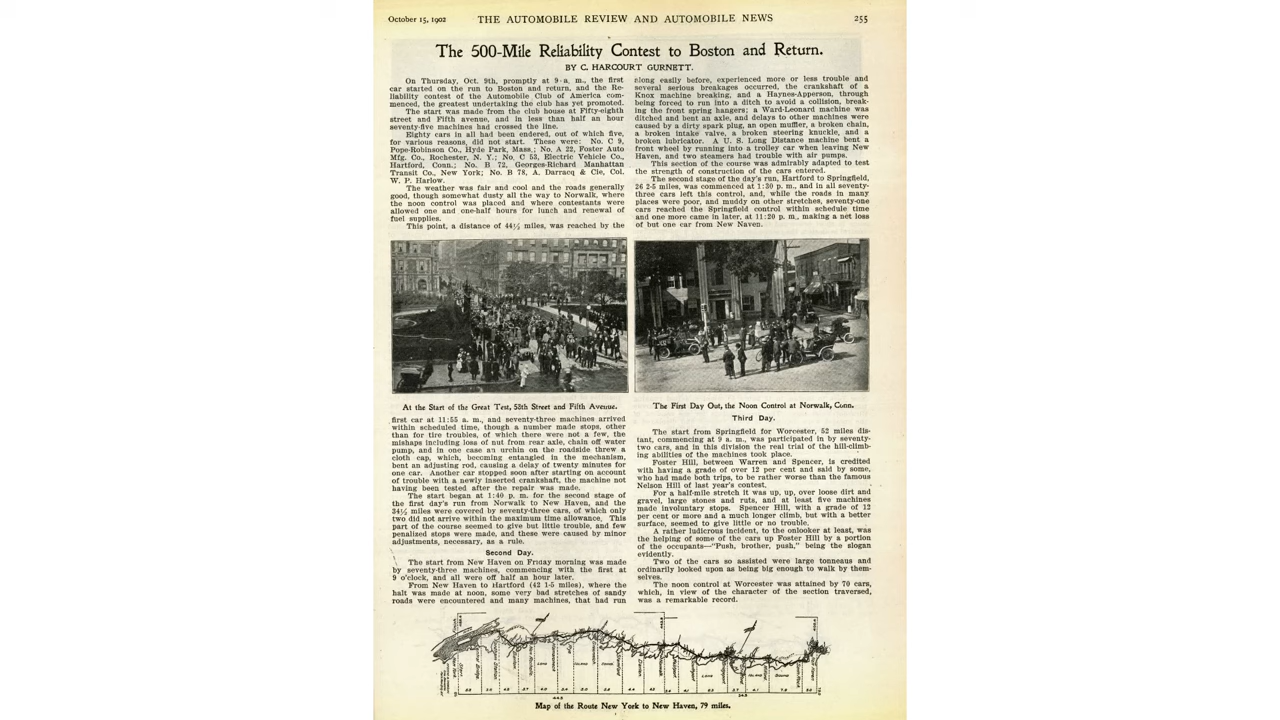 October 15, 1902
THE AUTOMOBILE REVIEW AND AUTOMOBILE NEWS
255
The 500-Mile Reliability Contest to Boston and Return.
BY C. HARCOURT GURNETT.
On Thursday, Oct. 9th, promptly at 9 a. m., the first
car started on the run to Boston and return, and the Re-
liability contest of the Automobile Club of America com-
menced, the greatest undertaking the club has yet promoted.
The start was made from the club house at Fifty-eighth
street and Fifth avenue, and in less than half an hour
seventy-five machines had crossed the line.
Eighty cars in all had been endered, out of which five,
for various reasons, did not start. These were: No. C 9,
Pope-Robinson Co., Hyde Park, Mass.; No. A 22, Foster Auto
Mfg. Co., Rochester, N. Y.; No. C 53, Electric Vehicle Co.,
Hartford, Conn.; No. B 72, Georges-Richard Manhattan
Transit Co., New York; No. B 78, A. Darracq & Cie, Col.
W. P. Harlow.
The weather was fair and cool and the roads generally
good, though somewhat dusty all the way to Norwalk, where
the noon control was placed and where contestants were
allowed one and one-half hours for lunch and renewal of
fuel supplies.
This point, a distance of 44½ miles, was reached by the
first car at 11:55 a. m., and seventy-three machines arrived
within scheduled time, though a number made stops, other
than for tire troubles, of which there were not a few, the
mishaps including loss of nut from rear axle, chain off water
pump, and in one case an urchin on the roadside threw a
cloth cap, which, becoming entangled in the mechanism,
bent an adjusting rod, causing a delay of twenty minutes for
one car. Another car stopped soon after starting on account
of trouble with a newly inserted crankshaft, the machine not
having been tested after the repair was made.
The start began at 1:40 p. m. for the second stage of
the first day's run from Norwalk to New Haven, and the
34½ miles were covered by seventy-three cars, of which only
two did not arrive within the maximum time allowance. This
part of the course seemed to give but little trouble, and few
penalized stops were made, and these were caused by minor
adjustments, necessary, as a rule.
Second Day.
The start from New Haven on Friday morning was made
by seventy-three machines, commencing with the first at
9 o'clock, and all were off half an hour later.
From New Haven to Hartford (42 1-5 miles), where the
halt was made at noon, some very bad stretches of sandy
roads were encountered and many machines, that had run
along easily before, experienced more or less trouble and
several serious breakages occurred, the crankshaft of a
Knox machine breaking, and a Haynes-Apperson, through
being forced to run into a ditch to avoid a collision, break-
ing the front spring hangers; a Ward-Leonard machine was
ditched and bent an axle, and delays to other machines were
caused by a dirty spark plug, an open muffler, a broken chain,
a broken intake valve, a broken steering knuckle, and a
broken lubricator. A U. S. Long Distance machine bent a
front wheel by running into a trolley car when leaving New
Haven, and two steamers had trouble with air pumps.
This section of the course was admirably adapted to test
the strength of construction of the cars entered.
The second stage of the day's run, Hartford to Springfield,
26 2-5 miles, was commenced at 1:30 p. m., and in all seventy-
three cars left this control, and, while the roads in many
places were poor, and muddy on other stretches, seventy-one
cars reached the Springfield control within schedule time
and one more came in later, at 11:20 p. m., making a net loss
of but one car from New Naven.
At the Start of the Great Test, 58th Street and Fifth Avenue.
The First Day Out, the Noon Control at Norwalk, Conn.
Third Day.
The start from Springfield for Worcester, 52 miles dis-
tant, commencing at 9 a. m., was participated in by seventy-
two cars, and in this division the real trial of the hill-climb-
ing abilities of the machines took place.
Foster Hill, between Warren and Spencer, is credited
with having a grade of over 12 per cent and said by some,
who had made both trips, to be rather worse than the famous
Nelson Hill of last year's contest.
For a half-mile stretch it was up, up, over loose dirt and
gravel, large stones and ruts, and at least five machines
made involuntary stops. Spencer Hill, with a grade of 12
per cent or more and a much longer climb, but with a better
surface, seemed to give little or no trouble.
A rather ludicrous incident, to the onlooker at least, was
the helping of some of the cars up Foster Hill by a portion
of the occupants—"Push, brother, push," being the slogan
evidently.
Two of the cars so assisted were large tonneaus and
ordinarily looked upon as being big enough to walk by them-
selves.
The noon control at Worcester was attained by 70 cars,
which, in view of the character of the section traversed,
was a remarkable record.
LONG ISLAND SOUND
LONG ISLAND SOUND
Map of the Route New York to New Haven, 79 miles.